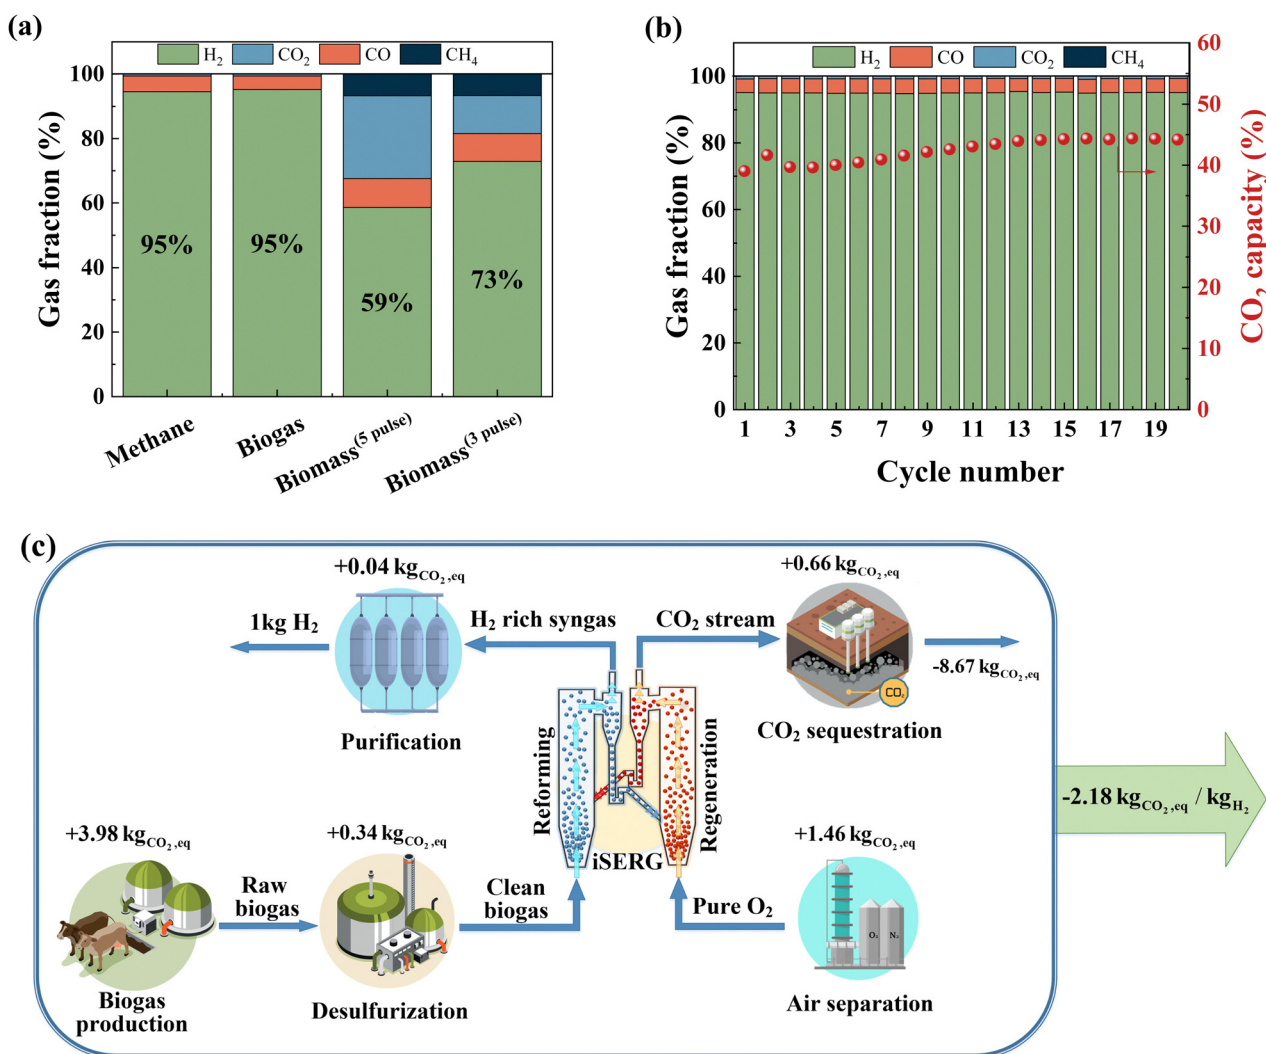 (a)
H₂ CO₂ CO CH₄
Gas fraction (%)
100
80
60
40
20
0
95%
95%
59%
73%
Methane
Biogas
Biomass(5 pulse)
Biomass(3 pulse)
(b)
H₂ CO CO₂ CH₄
Gas fraction (%)
100
80
60
40
20
0
60
50
40
30
20
10
0
CO₂ capacity (%)
1 3 5 7 9 11 13 15 17 19
Cycle number
(c)
+0.04 kgCO₂,eq
1kg H₂
Purification
H₂ rich syngas
CO₂ stream
+0.66 kgCO₂,eq
CO₂
-8.67 kgCO₂,eq
CO₂ sequestration
Reforming
Regeneration
iSERG
-2.18 kgCO₂,eq / kgH₂
+3.98 kgCO₂,eq
Biogas
production
Raw
biogas
+0.34 kgCO₂,eq
Desulfurization
Clean
biogas
Pure O₂
+1.46 kgCO₂,eq
O₂ N₂
Air separation